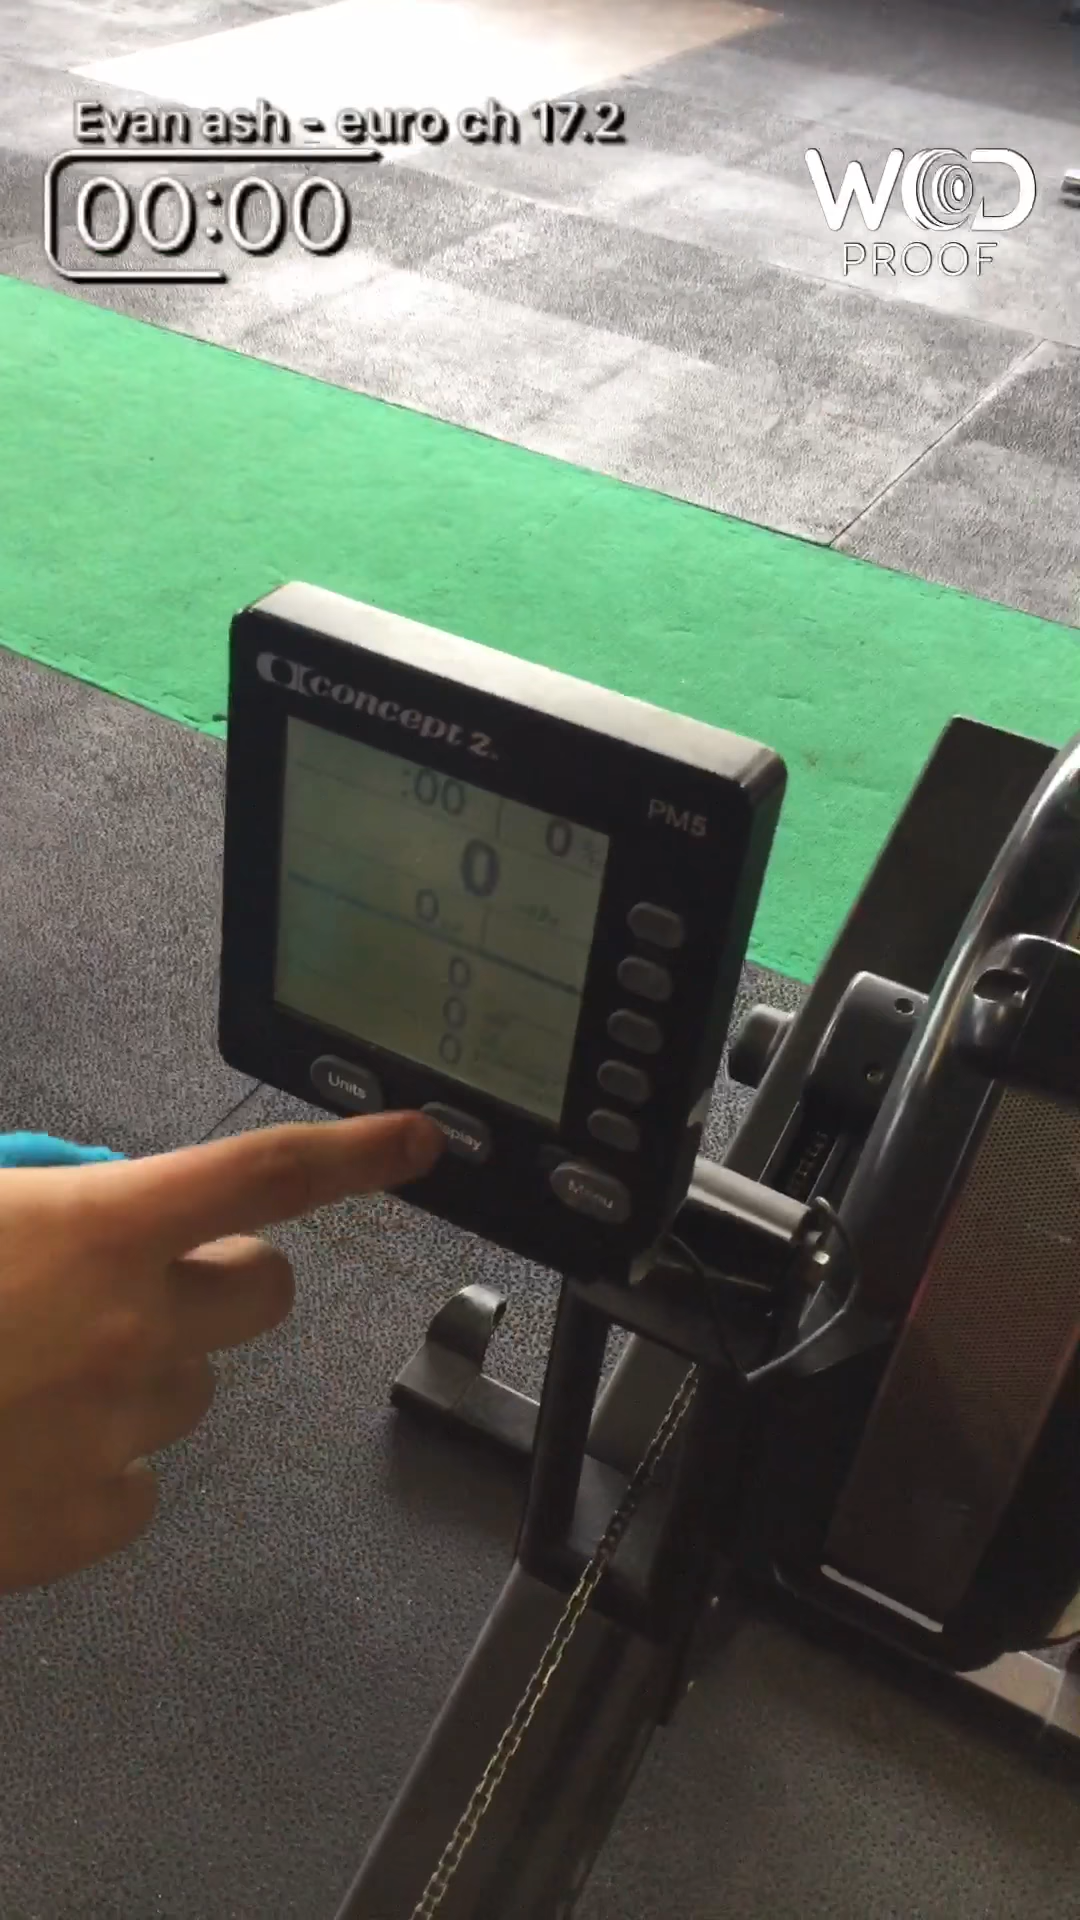 Evan ash - euro ch 17.2
00:00
WOD
PROOF
concept 2.
PM5
:00
0
0
0
0
0
0
Units
Display
Menu